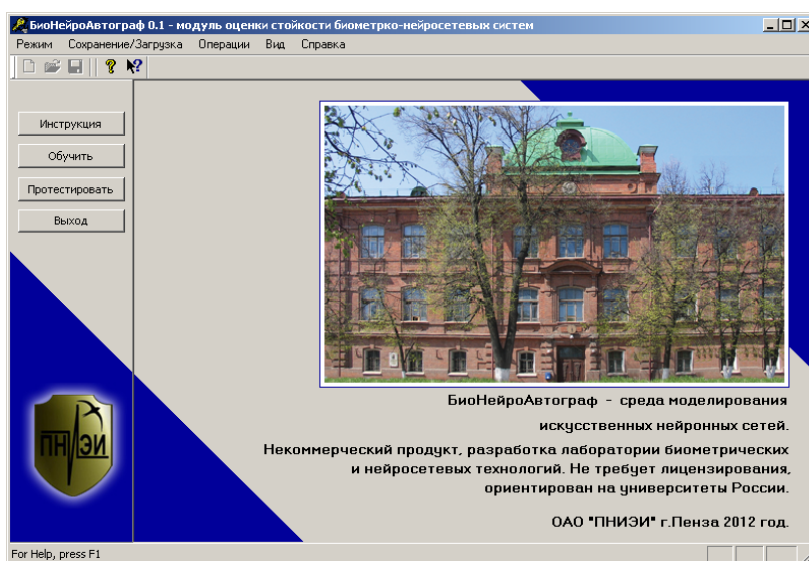 БиоНейроАвтограф 0.1 - модуль оценки стойкости биометрко-нейросетевых систем
Режим Сохранение/Загрузка Операции Вид Справка
Инструкция
Обучить
Протестировать
Выход
ПНИЭИ
БиоНейроАвтограф - среда моделирования
искусственных нейронных сетей.
Некоммерческий продукт, разработка лаборатории биометрических
и нейросетевых технологий. Не требует лицензирования,
ориентирован на университеты России.
ОАО "ПНИЭИ" г.Пенза 2012 год.
For Help, press F1